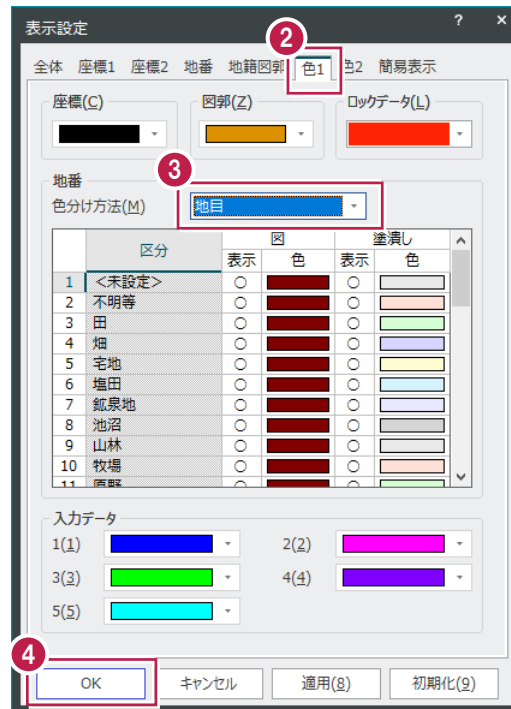 表示設定 ? ×
2
全体 座標1 座標2 地番 地籍図郭 色1 色2 簡易表示
座標(C) 図郭(Z) ロックデータ(L)
3
地番
色分け方法(M) 地目
区分 図 塗潰し
表示 色 表示 色
1 <未設定> ○ ○
2 不明等 ○ ○
3 田 ○ ○
4 畑 ○ ○
5 宅地 ○ ○
6 塩田 ○ ○
7 鉱泉地 ○ ○
8 池沼 ○ ○
9 山林 ○ ○
10 牧場 ○ ○
11 原野
入力データ
1(1) 2(2)
3(3) 4(4)
5(5)
4
OK キャンセル 適用(8) 初期化(9)